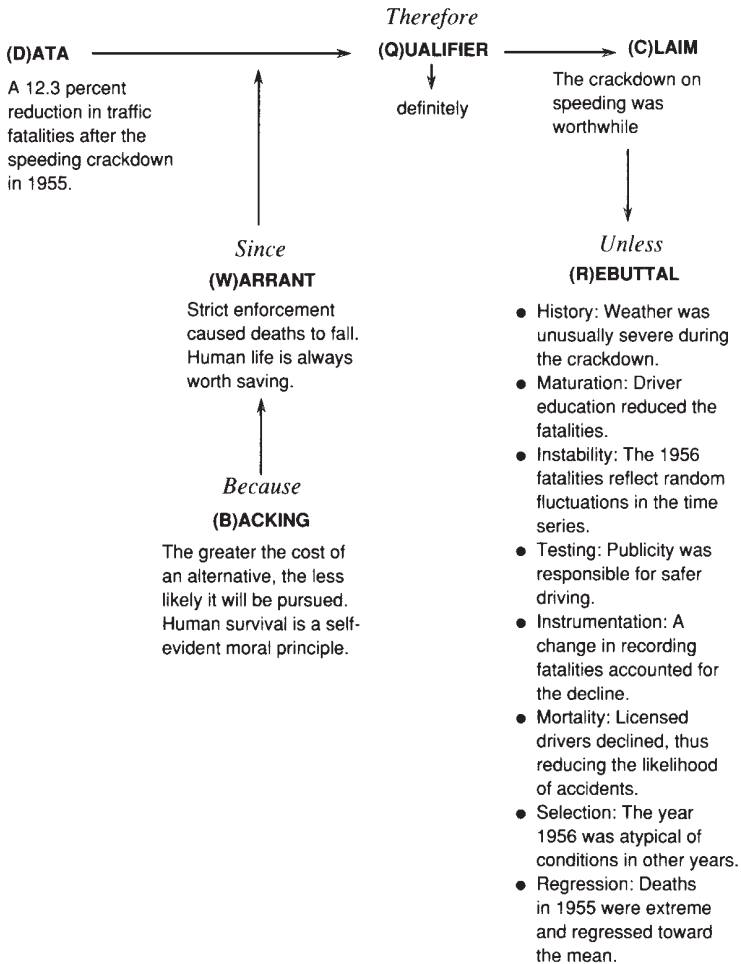 Therefore
(D)ATA
(Q)UALIFIER
(C)LAIM
A 12.3 percent
reduction in traffic
fatalities after the
speeding crackdown
in 1955.
definitely
The crackdown on
speeding was
worthwhile
Since
(W)ARRANT
Strict enforcement
caused deaths to fall.
Human life is always
worth saving.
Because
(B)ACKING
The greater the cost of
an alternative, the less
likely it will be pursued.
Human survival is a self-
evident moral principle.
Unless
(R)EBUTTAL
● History: Weather was
unusually severe during
the crackdown.
● Maturation: Driver
education reduced the
fatalities.
● Instability: The 1956
fatalities reflect random
fluctuations in the time
series.
● Testing: Publicity was
responsible for safer
driving.
● Instrumentation: A
change in recording
fatalities accounted for
the decline.
● Mortality: Licensed
drivers declined, thus
reducing the likelihood
of accidents.
● Selection: The year
1956 was atypical of
conditions in other years.
● Regression: Deaths
in 1955 were extreme
and regressed toward
the mean.